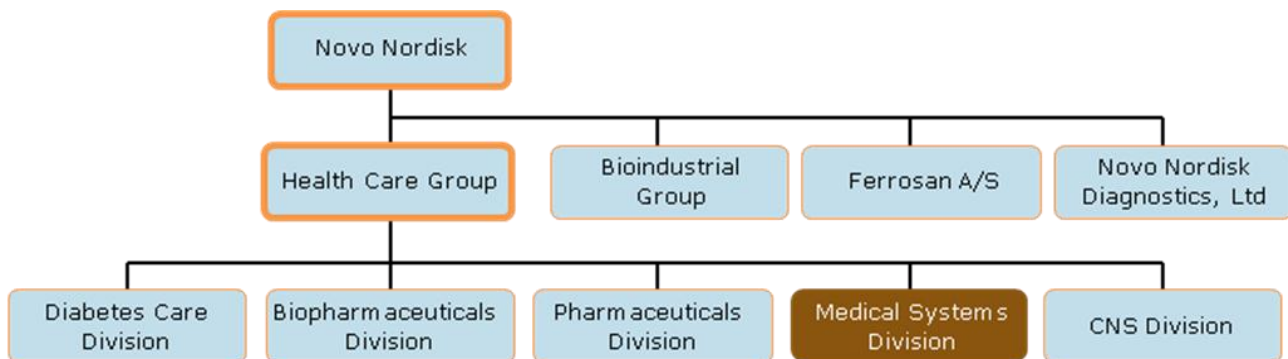 Novo Nordisk
Health Care Group
Bioindustrial
Group
Ferrosan A/S
Novo Nordisk
Diagnostics, Ltd
Diabetes Care
Division
Biopharmaceuticals
Division
Pharmaceuticals
Division
Medical Systems
Division
CNS Division